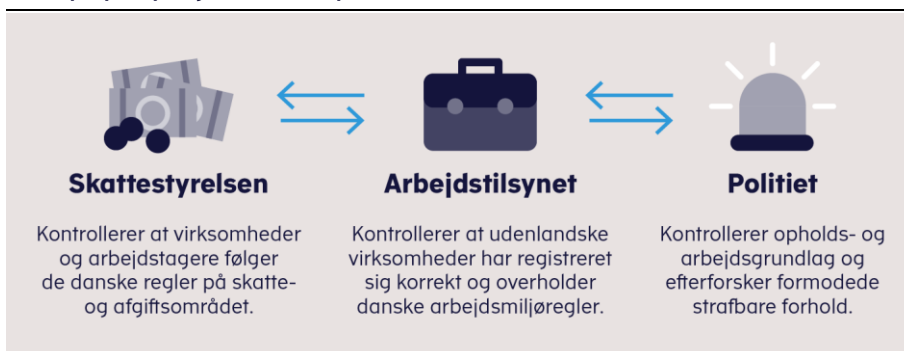 Skattestyrelsen
Kontrollerer at virksomheder
og arbejdstagere følger
de danske regler på skatte-
og afgiftsområdet.
Arbejdstilsynet
Kontrollerer at udenlandske
virksomheder har registreret
sig korrekt og overholder
danske arbejdsmiljøregler.
Politiet
Kontrollerer opholds- og
arbejdsgrundlag og
efterforsker formodede
strafbare forhold.